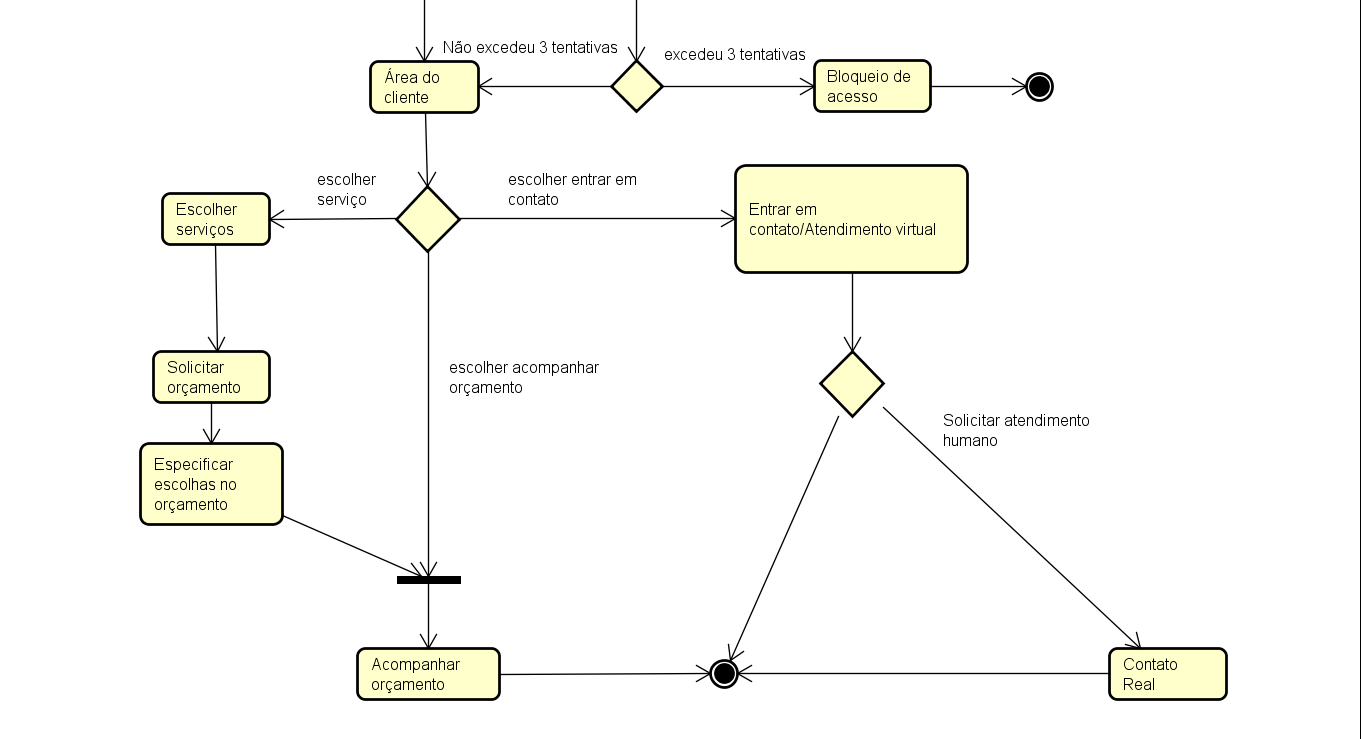 Não excedeu 3 tentativas
excedeu 3 tentativas
Área do
cliente
Bloqueio de
acesso
escolher
serviço
escolher entrar em
contato
Escolher
serviços
Entrar em
contato/Atendimento virtual
Solicitar
orçamento
escolher acompanhar
orçamento
Solicitar atendimento
humano
Especificar
escolhas no
orçamento
Acompanhar
orçamento
Contato
Real